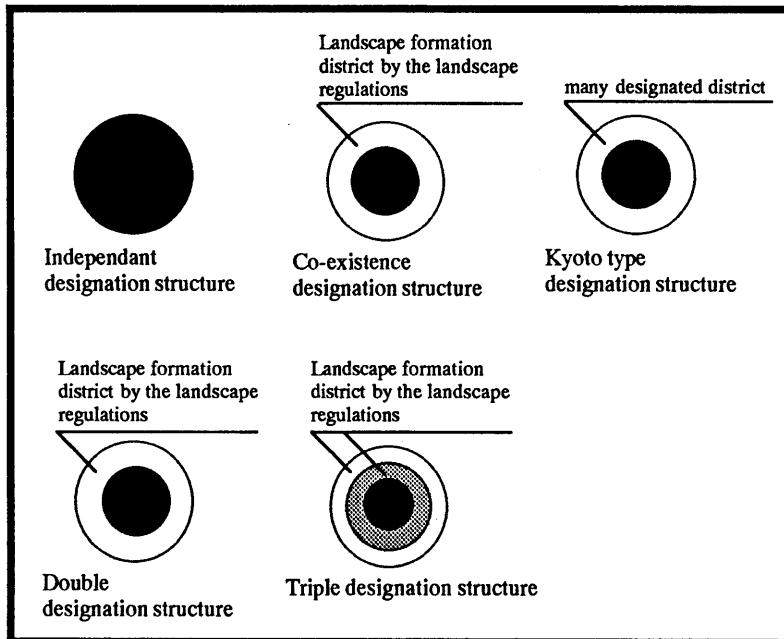 Landscape formation
district by the landscape
regulations
many designated district
Independant
designation structure
Co-existence
designation structure
Kyoto type
designation structure
Landscape formation
district by the landscape
regulations
Landscape formation
district by the landscape
regulations
Double
designation structure
Triple designation structure